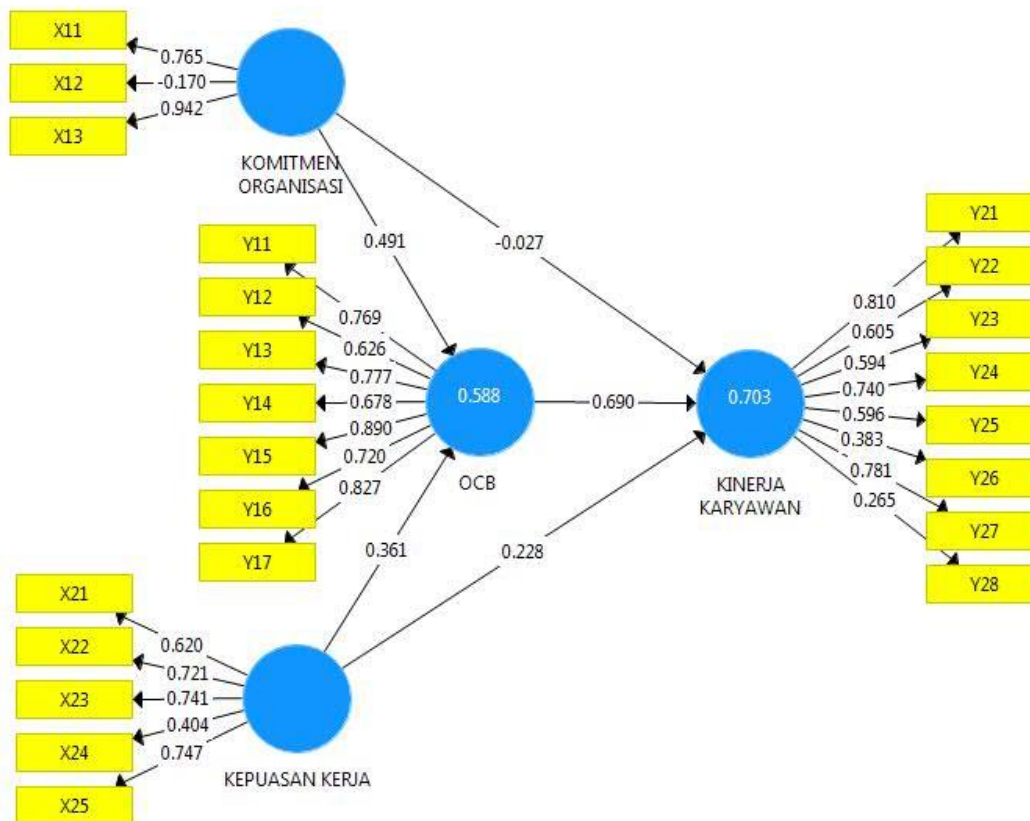 X11
X12
X13
0.765
-0.170
0.942
KOMITMEN
ORGANISASI
0.491
-0.027
Y11
Y12
Y13
Y14
Y15
Y16
Y17
0.769
0.626
0.777
0.678
0.890
0.720
0.827
0.588
OCB
0.690
0.703
KINERJA
KARYAWAN
0.810
0.605
0.594
0.740
0.596
0.383
0.781
0.265
Y21
Y22
Y23
Y24
Y25
Y26
Y27
Y28
0.361
0.228
X21
X22
X23
X24
X25
0.620
0.721
0.741
0.404
0.747
KEPUASAN KERJA